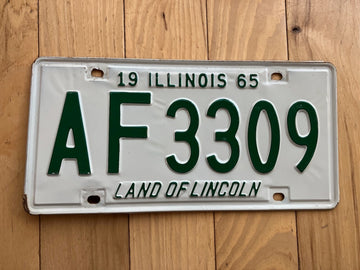 19 ILLINOIS 65
AF 3309
LAND OF LINCOLN